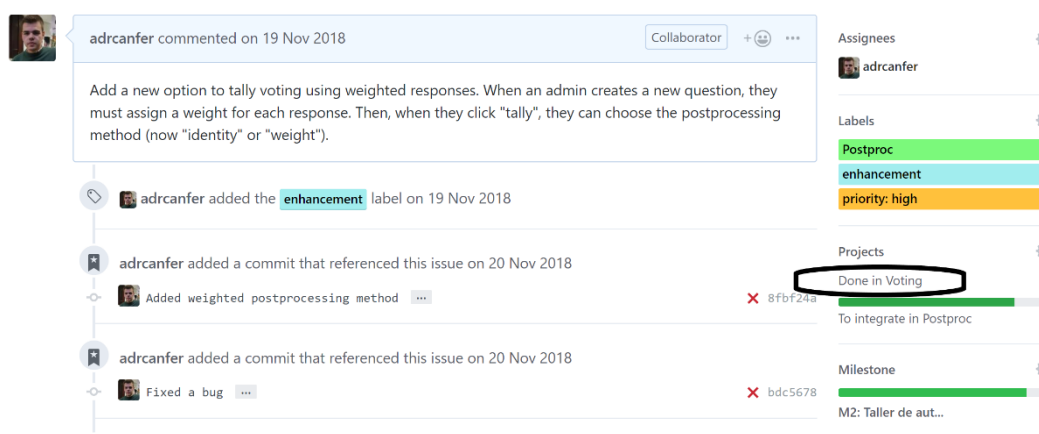 adrcanfer commented on 19 Nov 2018
Collaborator
Add a new option to tally voting using weighted responses. When an admin creates a new question, they
must assign a weight for each response. Then, when they click "tally", they can choose the postprocessing
method (now "identity" or "weight").
adrcanfer added the enhancement label on 19 Nov 2018
adrcanfer added a commit that referenced this issue on 20 Nov 2018
Added weighted postprocessing method ...
8fbf24a
adrcanfer added a commit that referenced this issue on 20 Nov 2018
Fixed a bug ...
bdc5678
Assignees
adrcanfer
Labels
Postproc
enhancement
priority: high
Projects
Done in Voting
To integrate in Postproc
Milestone
M2: Taller de aut...